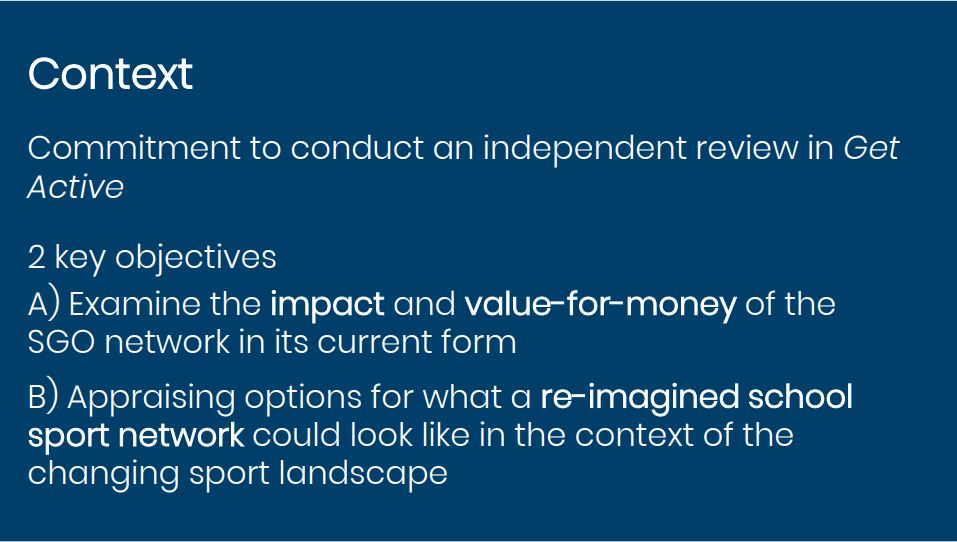 Context
Commitment to conduct an independent review in Get
Active
2 key objectives
A) Examine the impact and value-for-money of the
SGO network in its current form
B) Appraising options for what a re-imagined school
sport network could look like in the context of the
changing sport landscape